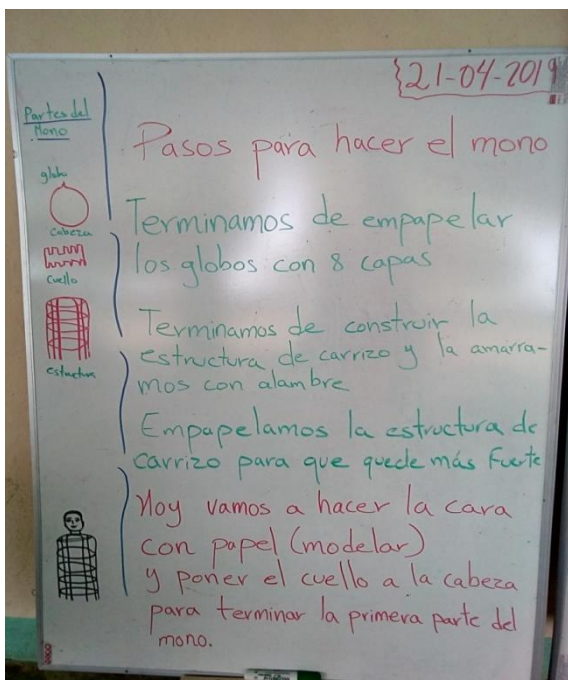 21-04-2019
Partes del
Mono
globo
Cabeza
Cuello
estructura
Pasos para hacer el mono
Terminamos de empapelar
los globos con 8 capas
Terminamos de construir la
estructura de carrizo y la amarra-
mos con alambre
Empapelamos la estructura de
carrizo para que quede más fuerte
Hoy vamos a hacer la cara
con papel (modelar)
y poner el cuello a la cabeza
para terminar la primera parte del
mono.